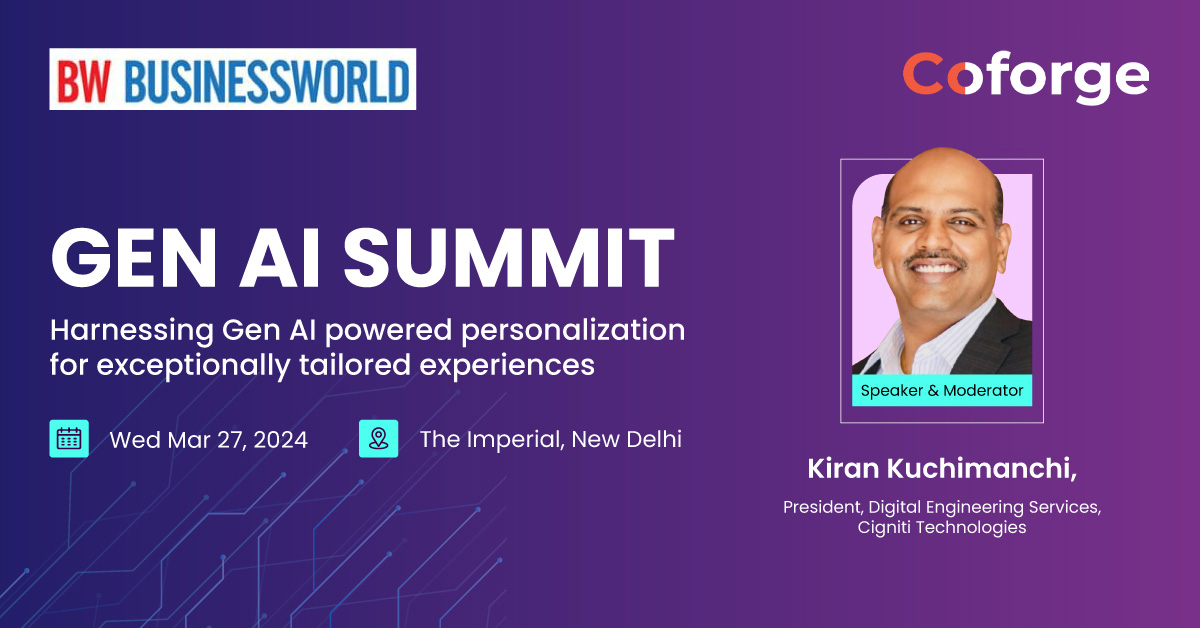 BW BUSINESSWORLD
Coforge
GEN AI SUMMIT
Harnessing Gen AI powered personalization
for exceptionally tailored experiences
Wed Mar 27, 2024
The Imperial, New Delhi
Speaker & Moderator
Kiran Kuchimanchi,
President, Digital Engineering Services,
Cigniti Technologies